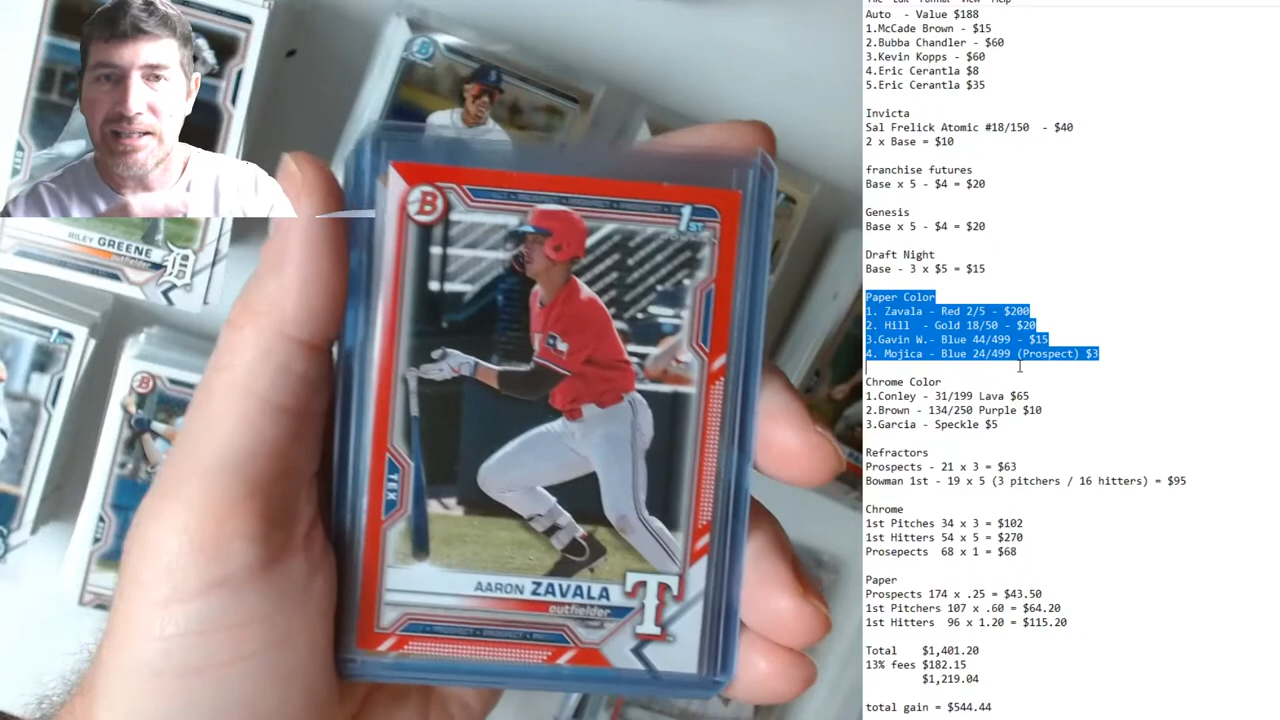 File Edit Format View Help
Auto - Value $188
1.McCade Brown - $15
2.Bubba Chandler - $60
3.Kevin Kopps - $60
4.Eric Cerantla $8
5.Eric Cerantla $35
Invicta
Sal Frelick Atomic #18/150 - $40
2 x Base = $10
franchise futures
Base x 5 - $4 = $20
Genesis
Base x 5 - $4 = $20
Draft Night
Base - 3 x $5 = $15
Paper Color
1. Zavala - Red 2/5 - $200
2. Hill - Gold 18/50 - $20
3.Gavin W.- Blue 44/499 - $15
4. Mojica - Blue 24/499 (Prospect) $3
Chrome Color
1.Conley - 31/199 Lava $65
2.Brown - 134/250 Purple $10
3.Garcia - Speckle $5
Refractors
Prospects - 21 x 3 = $63
Bowman 1st - 19 x 5 (3 pitchers / 16 hitters) = $95
Chrome
1st Pitches 34 x 3 = $102
1st Hitters 54 x 5 = $270
Prosepects 68 x 1 = $68
Paper
Prospects 174 x .25 = $43.50
1st Pitchers 107 x .60 = $64.20
1st Hitters 96 x 1.20 = $115.20
Total $1,401.20
13% fees $182.15
$1,219.04
total gain = $544.44
RILEY GREENE
outfielder
D
B
1ST
PROSPECT
TEX
AARON ZAVALA
outfielder
T
PROSPECT